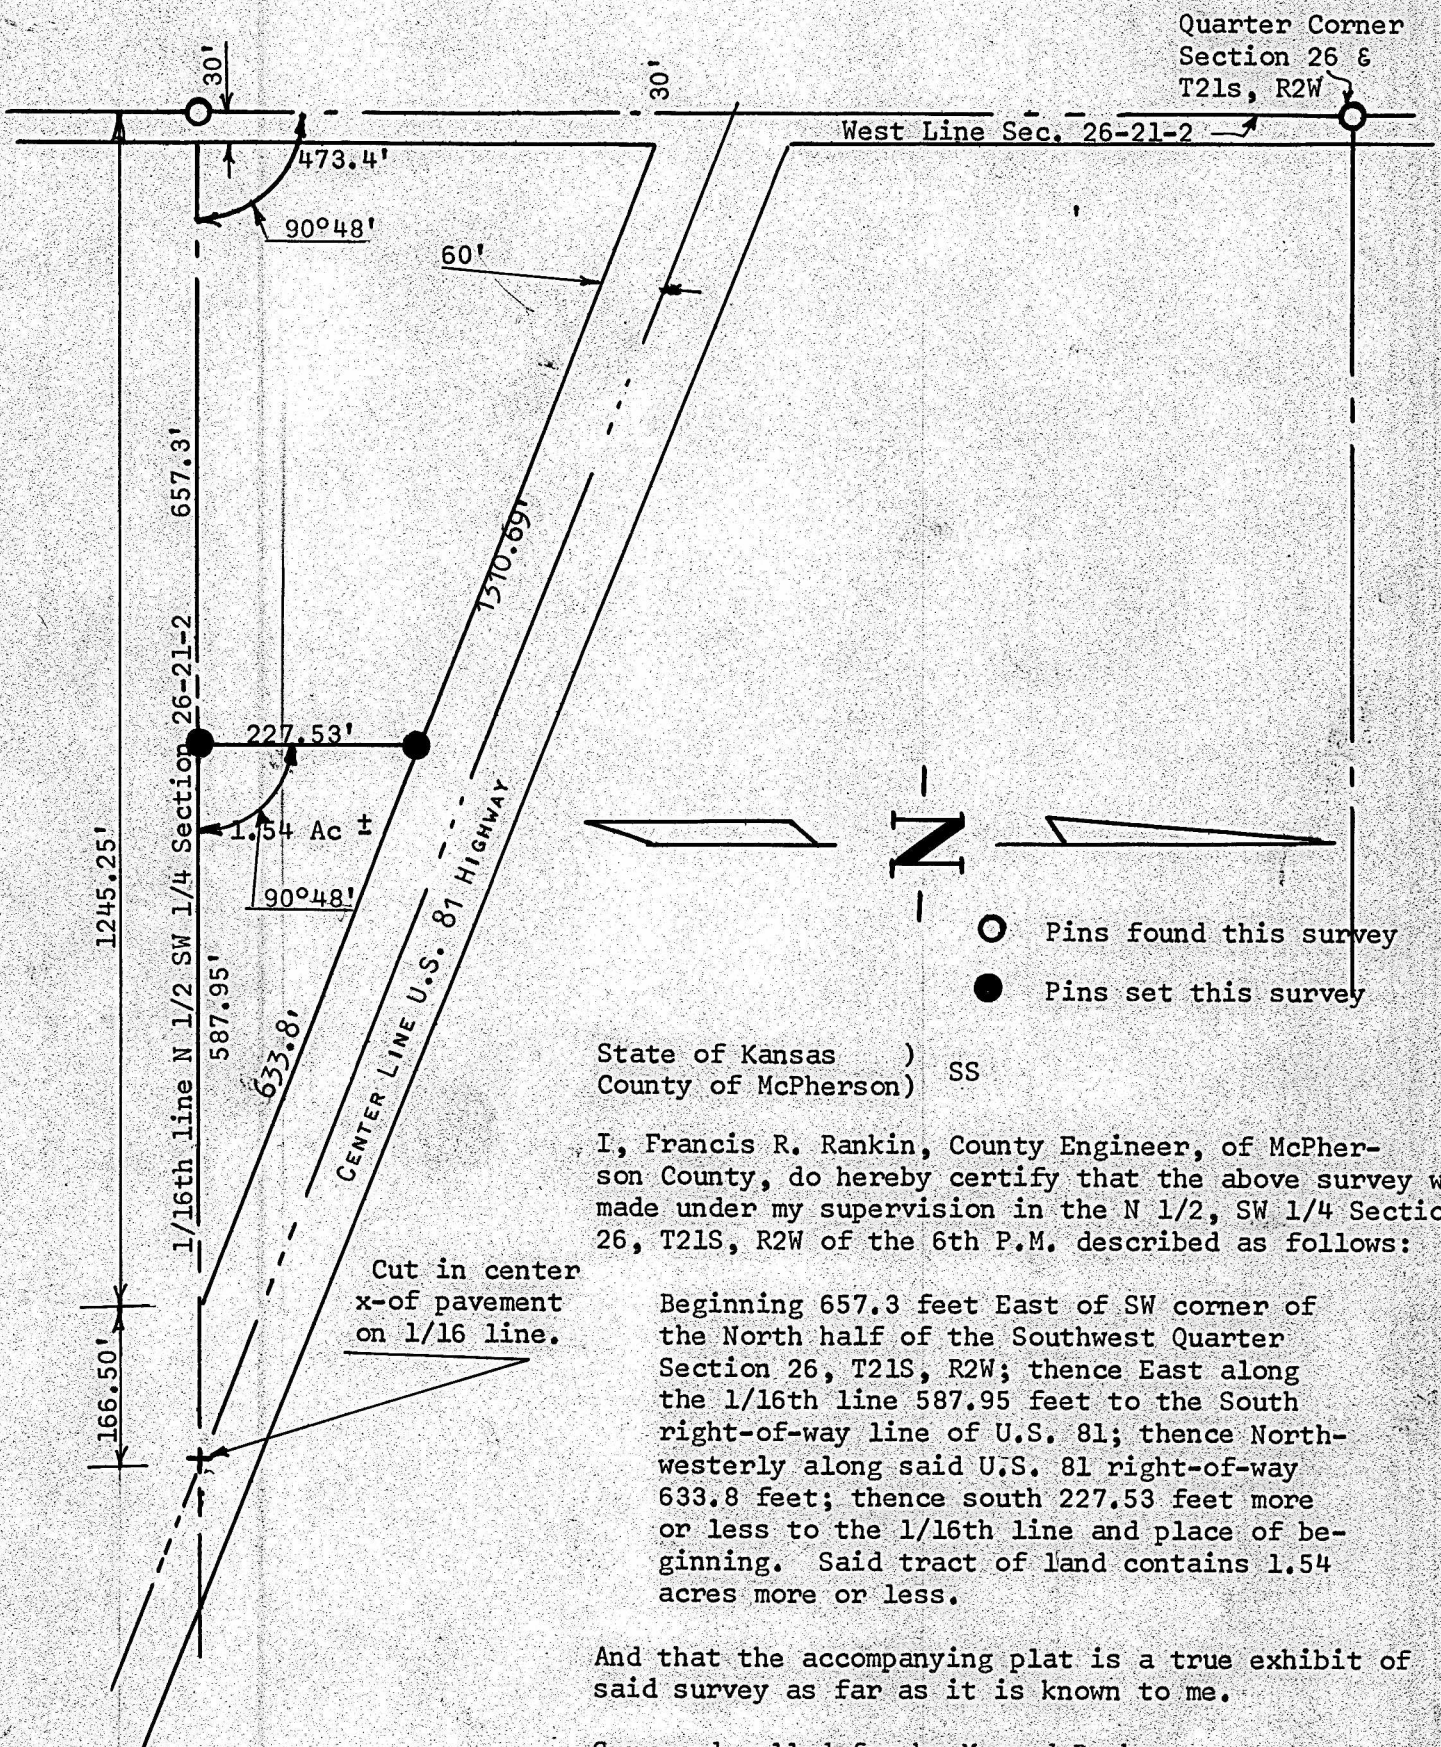 Quarter Corner
Section 26 &
T21s, R2W
30'
30'
West Line Sec. 26-21-2
473.4'
90°48'
60'
657.3'
1310.69'
1/16th line N 1/2 SW 1/4 Section 26-21-2
227.53'
1.54 Ac ±
90°48'
1245.25'
587.95'
633.8'
CENTER LINE U.S. 81 HIGHWAY
N
Pins found this survey
Pins set this survey
State of Kansas )
County of McPherson) SS
I, Francis R. Rankin, County Engineer, of McPher-
son County, do hereby certify that the above survey w
made under my supervision in the N 1/2, SW 1/4 Sectio
26, T21S, R2W of the 6th P.M. described as follows:
Cut in center
x-of pavement
on 1/16 line.
166.50'
Beginning 657.3 feet East of SW corner of
the North half of the Southwest Quarter
Section 26, T21S, R2W; thence East along
the 1/16th line 587.95 feet to the South
right-of-way line of U.S. 81; thence North-
westerly along said U.S. 81 right-of-way
633.8 feet; thence south 227.53 feet more
or less to the 1/16th line and place of be-
ginning. Said tract of land contains 1.54
acres more or less.
And that the accompanying plat is a true exhibit of
said survey as far as it is known to me.